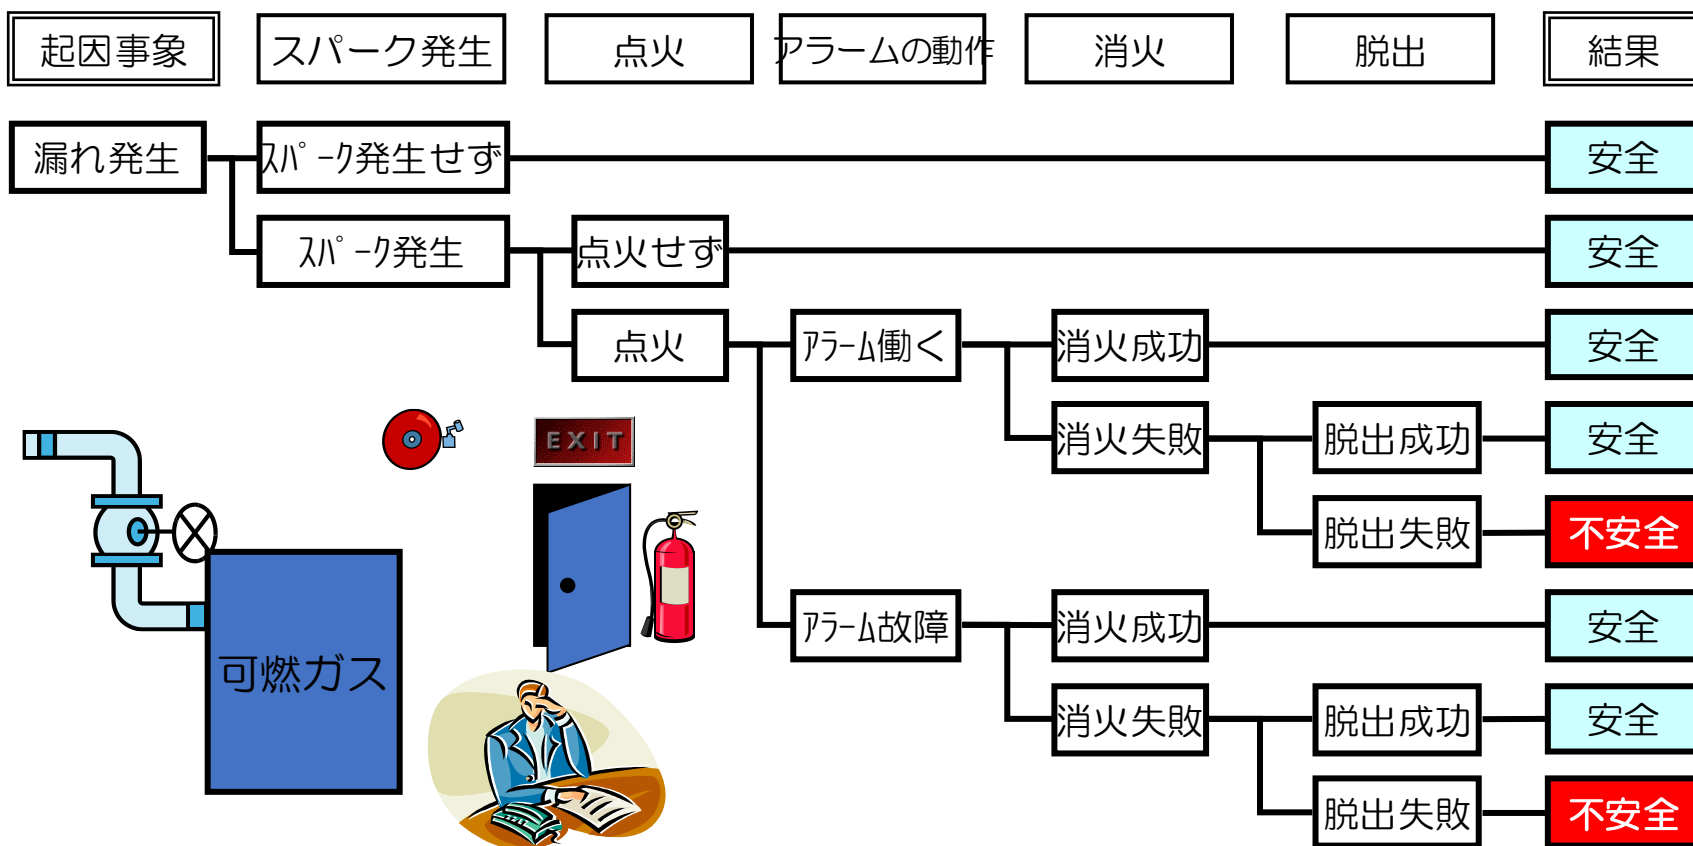 起因事象 スパーク発生 点火 アラームの動作 消火 脱出 結果
漏れ発生 ｽﾊﾟｰｸ発生せず 安全
ｽﾊﾟｰｸ発生 点火せず 安全
点火 ｱﾗｰﾑ働く 消火成功 安全
消火失敗 脱出成功 安全
EXIT
脱出失敗 不安全
ｱﾗｰﾑ故障 消火成功 安全
可燃ガス
消火失敗 脱出成功 安全
脱出失敗 不安全